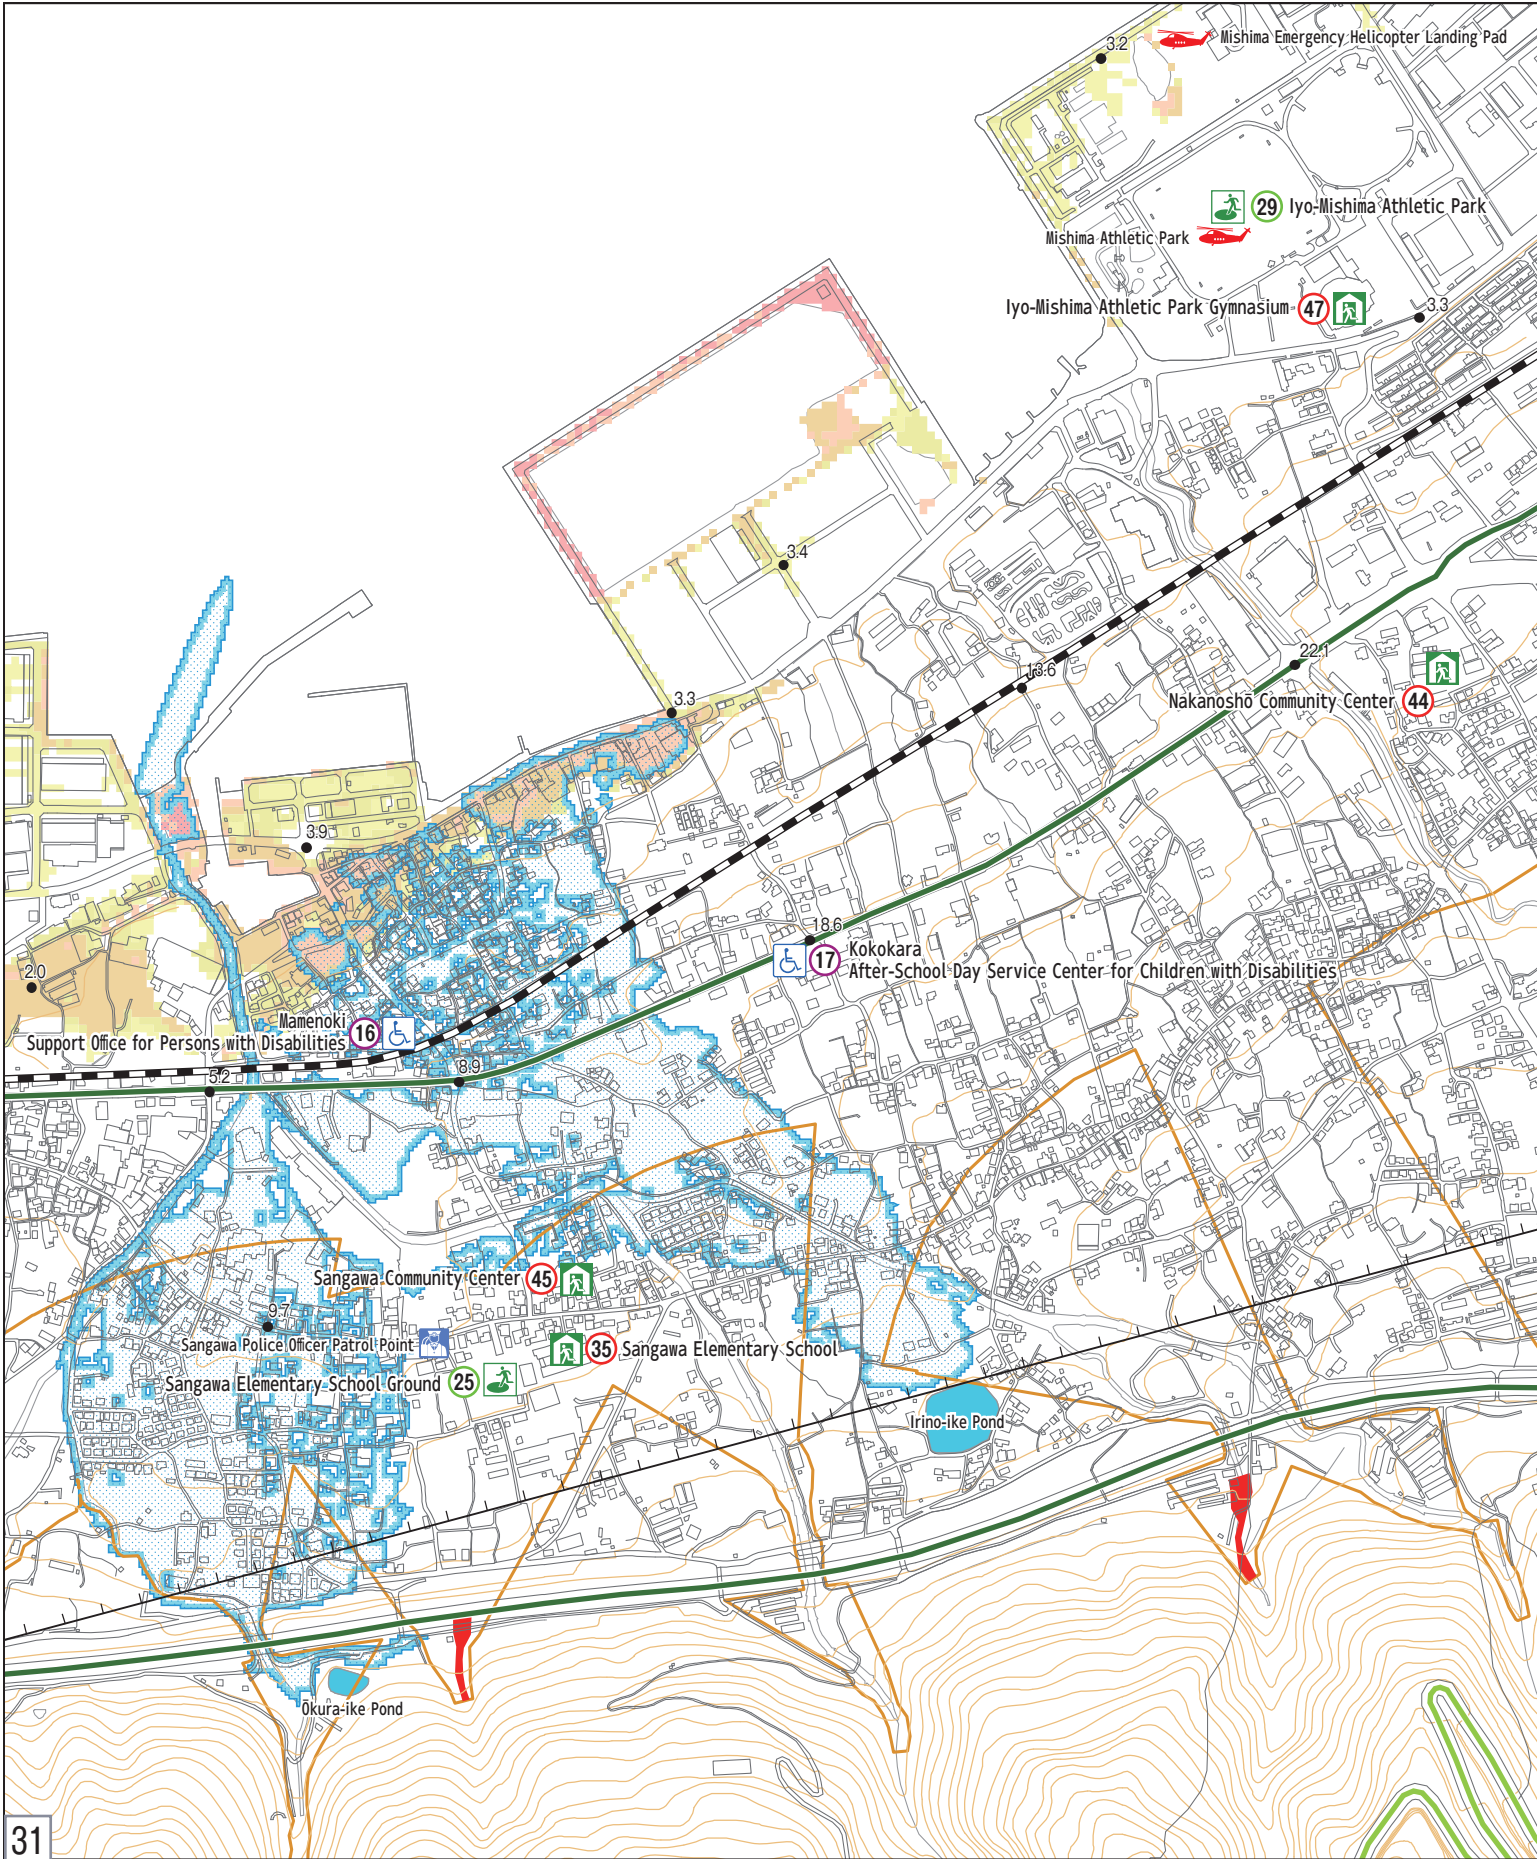 3.2
Mishima Emergency Helicopter Landing Pad
29 Iyo-Mishima Athletic Park
Mishima Athletic Park
Iyo-Mishima Athletic Park Gymnasium 47
3.3
3.4
3.3
13.6
22.1
Nakanoshō Community Center 44
3.9
18.6
17 Kokokara
After-School Day Service Center for Children with Disabilities
2.0
Mamenoki
Support Office for Persons with Disabilities 16
5.2
8.9
Sangawa Community Center 45
9.7
Sangawa Police Officer Patrol Point
35 Sangawa Elementary School
Sangawa Elementary School Ground 25
Irino-ike Pond
Ōkura-ike Pond
31